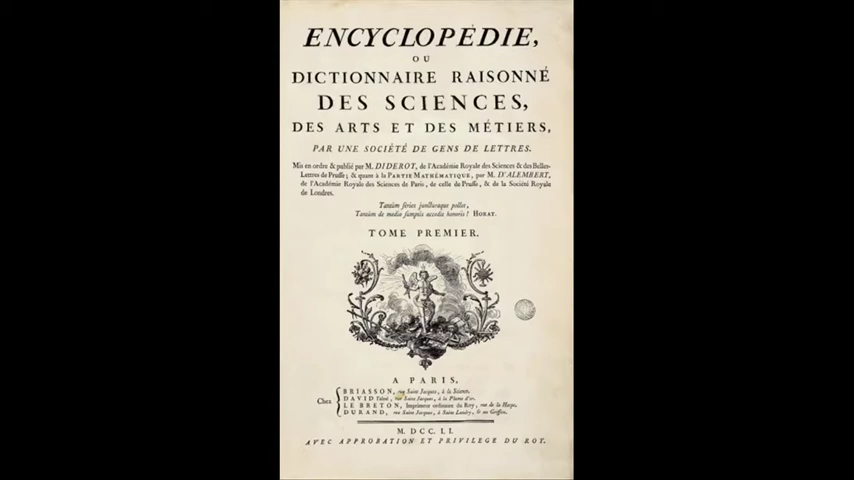 ENCYCLOPÉDIE,
OU
DICTIONNAIRE RAISONNÉ
DES SCIENCES,
DES ARTS ET DES MÉTIERS,
PAR UNE SOCIÉTÉ DE GENS DE LETTRES.
Mis en ordre & publié par M. DIDEROT, de l'Académie Royale des Sciences & des Belles-
Lettres de Prusse; & quant à la PARTIE MATHÉMATIQUE, par M. D'ALEMBERT,
de l'Académie Royale des Sciences de Paris, de celle de Prusse, & de la Société Royale
de Londres.
Tantùm series juncturaque pollet,
Tantùm de medio sumptis accedit honoris! HORAT.
TOME PREMIER.
A PARIS,
Chez
BRIASSON, rue Saint Jacques, à la Science.
DAVID l'aîné, rue Saint Jacques, à la Plume d'or.
LE BRETON, Imprimeur ordinaire du Roy, rue de la Harpe.
DURAND, rue Saint Jacques, à Saint Landry, & au Griffon.
M. DCC. LI.
AVEC APPROBATION ET PRIVILEGE DU ROY.